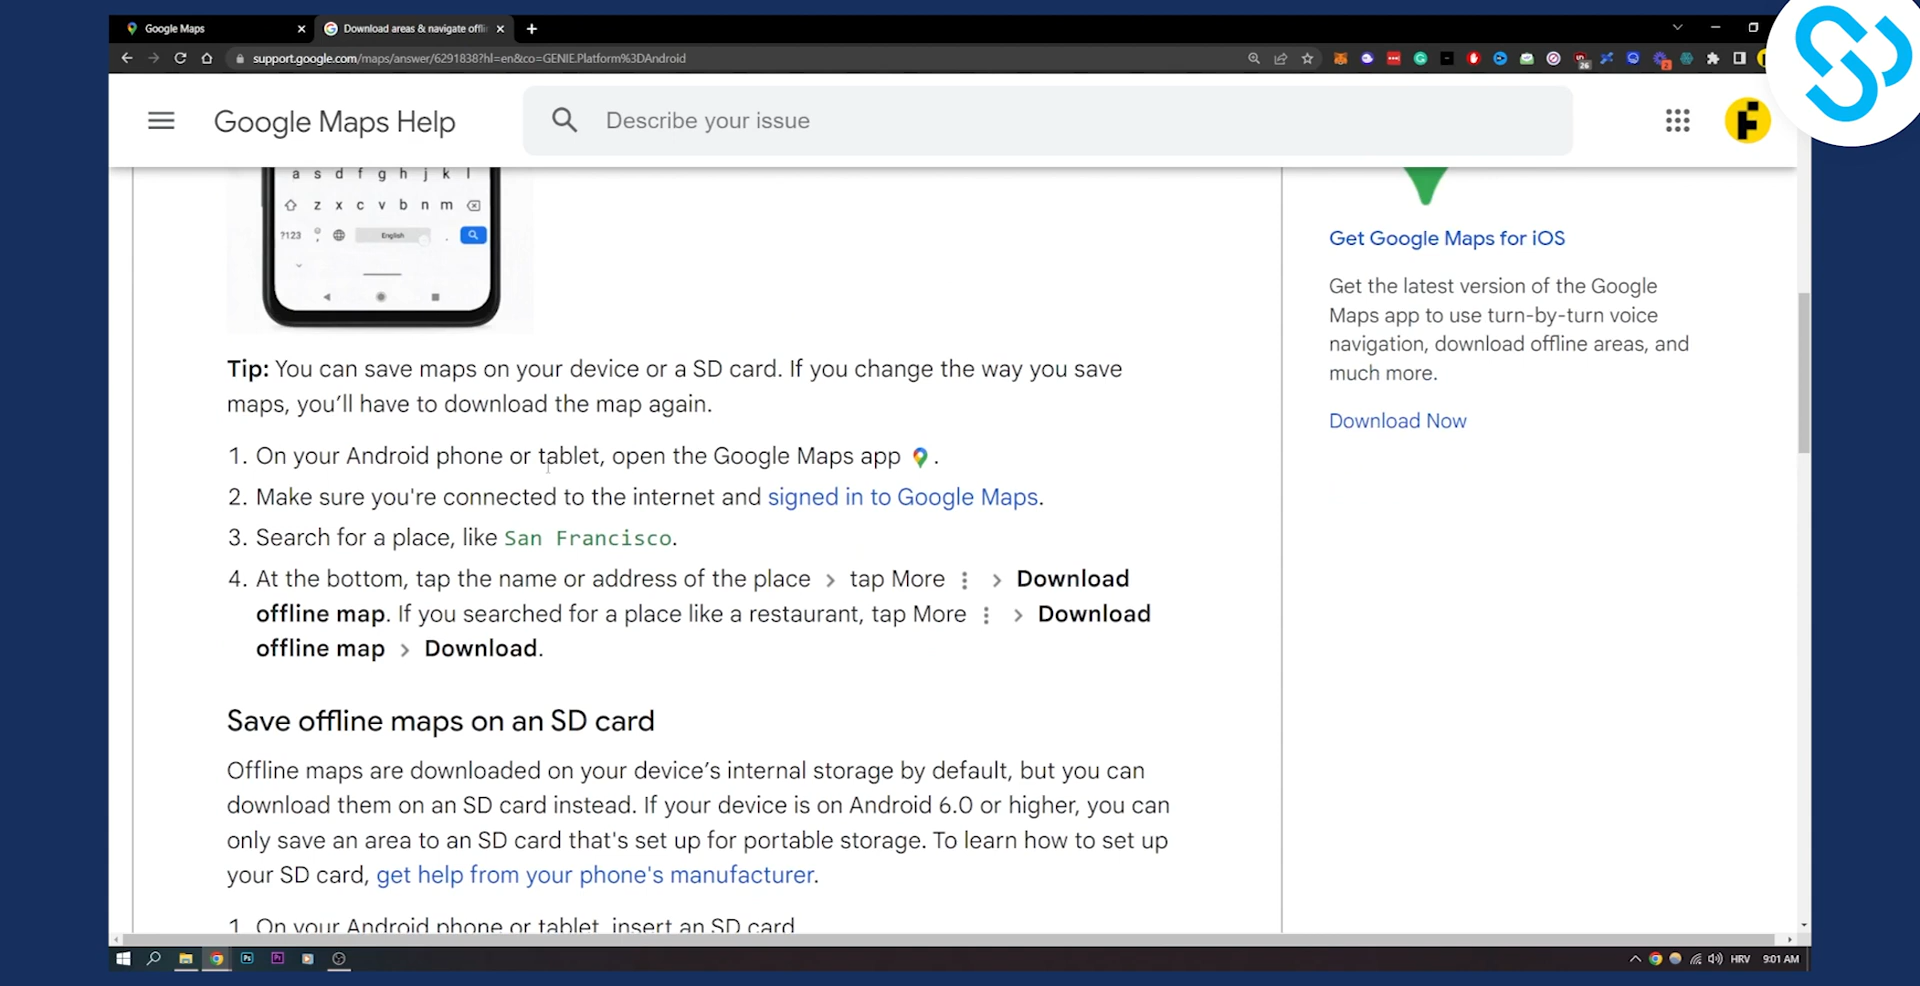 Google Maps
Download areas & navigate offli
support.google.com/maps/answer/6291838?hl=en&co=GENIE.Platform%3DAndroid
Google Maps Help
Describe your issue
a s d f g h j k l
z x c v b n m
?123
English
Get Google Maps for iOS
Get the latest version of the Google
Maps app to use turn-by-turn voice
navigation, download offline areas, and
much more.
Download Now
Tip: You can save maps on your device or a SD card. If you change the way you save
maps, you’ll have to download the map again.
1. On your Android phone or tablet, open the Google Maps app .
2. Make sure you're connected to the internet and signed in to Google Maps.
3. Search for a place, like San Francisco.
4. At the bottom, tap the name or address of the place > tap More > Download
offline map. If you searched for a place like a restaurant, tap More > Download
offline map > Download.
Save offline maps on an SD card
Offline maps are downloaded on your device’s internal storage by default, but you can
download them on an SD card instead. If your device is on Android 6.0 or higher, you can
only save an area to an SD card that's set up for portable storage. To learn how to set up
your SD card, get help from your phone's manufacturer.
1. On your Android phone or tablet, insert an SD card
Ps
Pr
HRV
9:01 AM